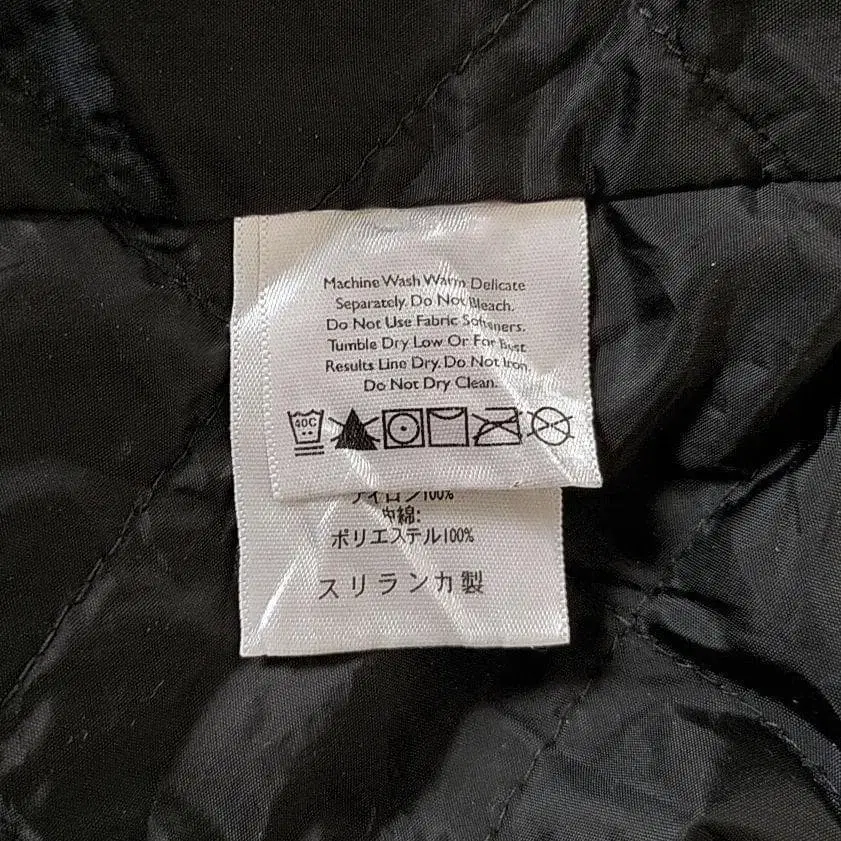 Machine Wash Warm Delicate
Separately. Do Not Bleach.
Do Not Use Fabric Softeners.
Tumble Dry Low Or For Best
Results Line Dry. Do Not Iron.
Do Not Dry Clean.
40C
ナイロン100%
中綿:
ポリエステル100%
スリランカ製